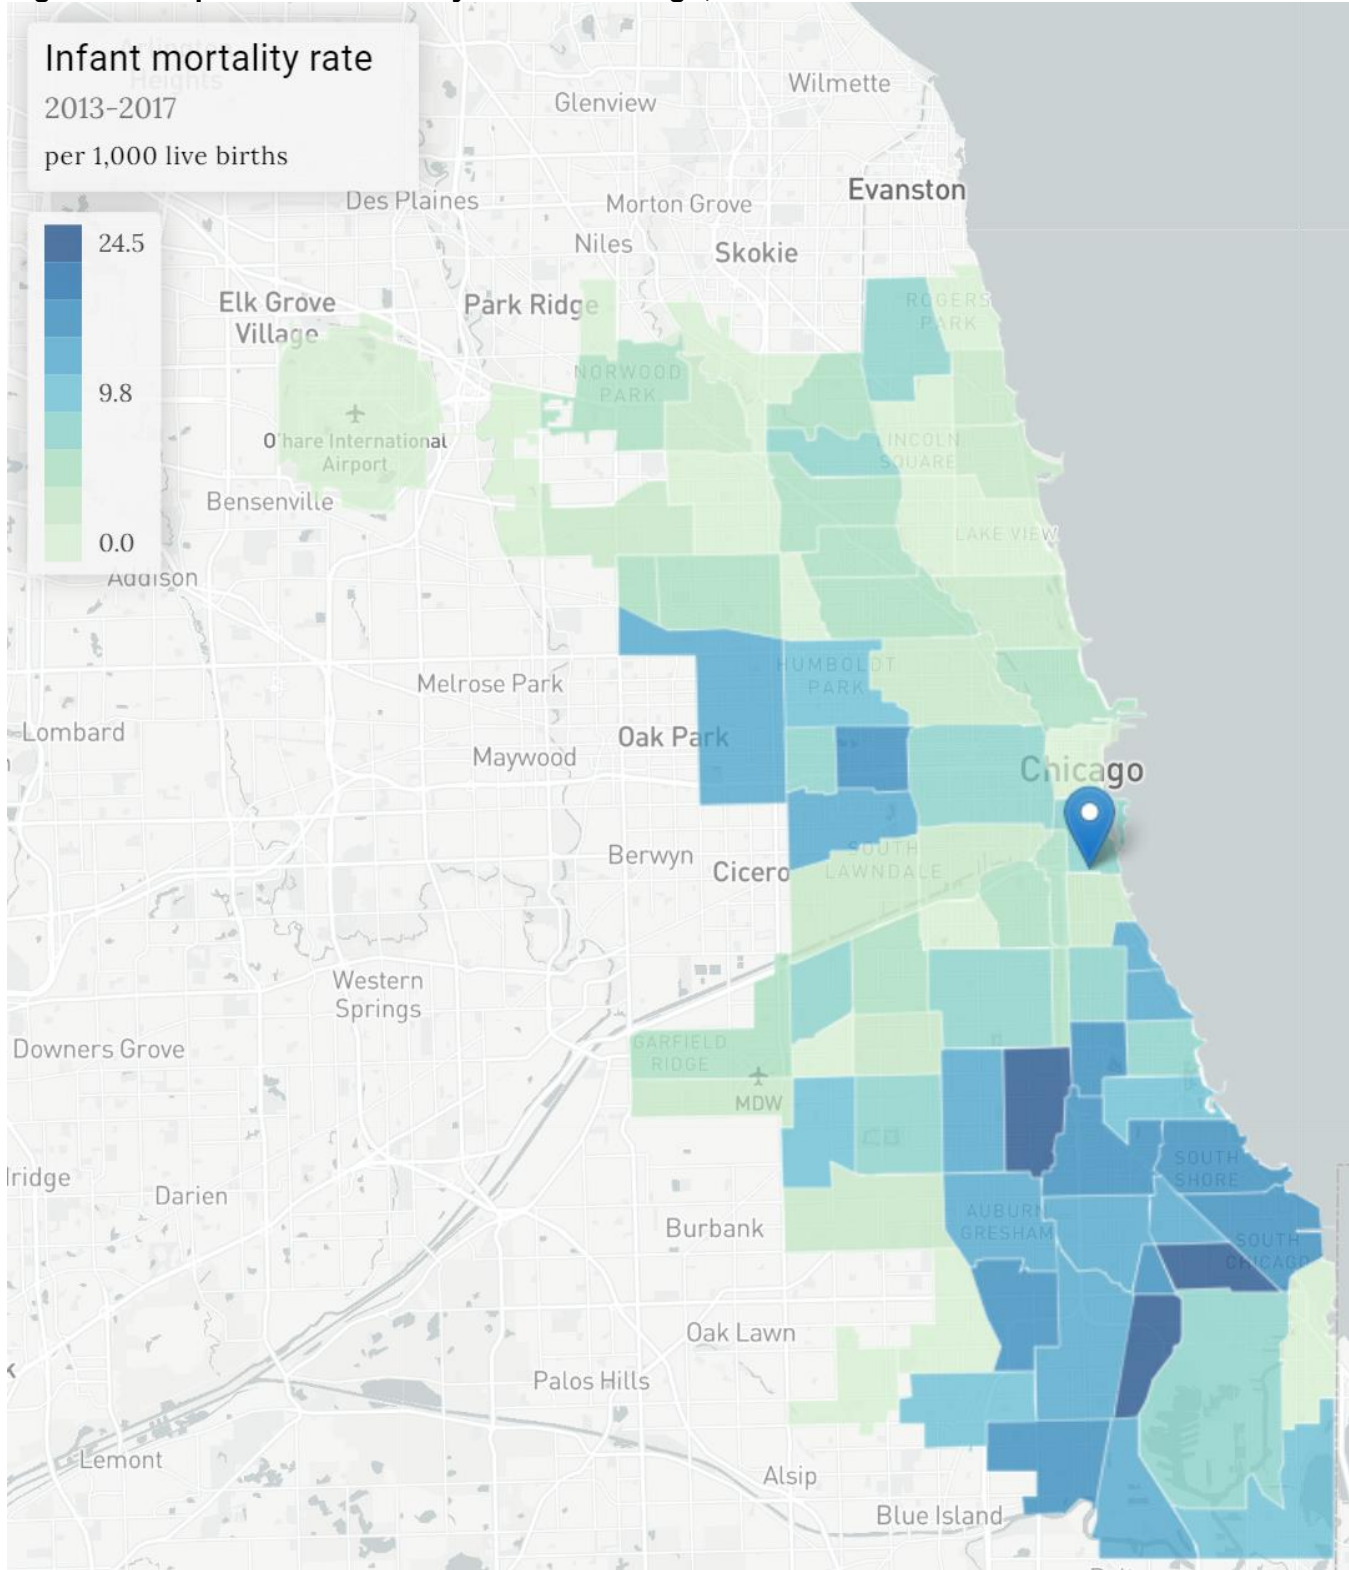 Infant mortality rate
2013-2017
per 1,000 live births
24.5
9.8
0.0
Wilmette
Glenview
Evanston
Des Plaines
Morton Grove
Niles
Skokie
Elk Grove
Village
Park Ridge
ROGERS
PARK
NORWOOD
PARK
O'hare International
Airport
LINCOLN
SQUARE
Bensenville
LAKE VIEW
Addison
HUMBOLDT
PARK
Melrose Park
Lombard
Oak Park
Maywood
Chicago
Berwyn
Cicero
SOUTH
LAWNDALE
Western
Springs
Downers Grove
GARFIELD
RIDGE
MDW
Darien
SOUTH
SHORE
Burbank
AUBURN
GRESHAM
SOUTH
CHICAGO
Oak Lawn
Palos Hills
Lemont
Alsip
Blue Island